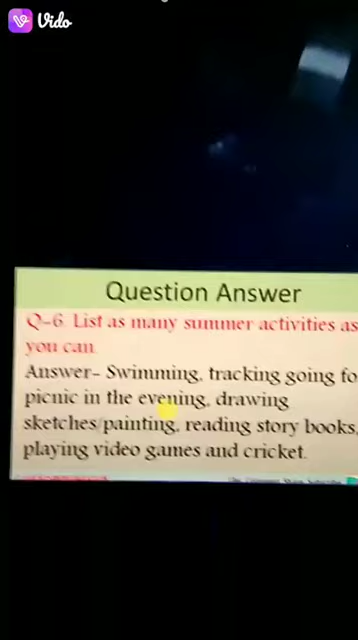 Vido
Question Answer
Q-6. List as many summer activities as
you can.
Answer- Swimming, tracking going fo
picnic in the evening, drawing
sketches/painting, reading story books,
playing video games and cricket.